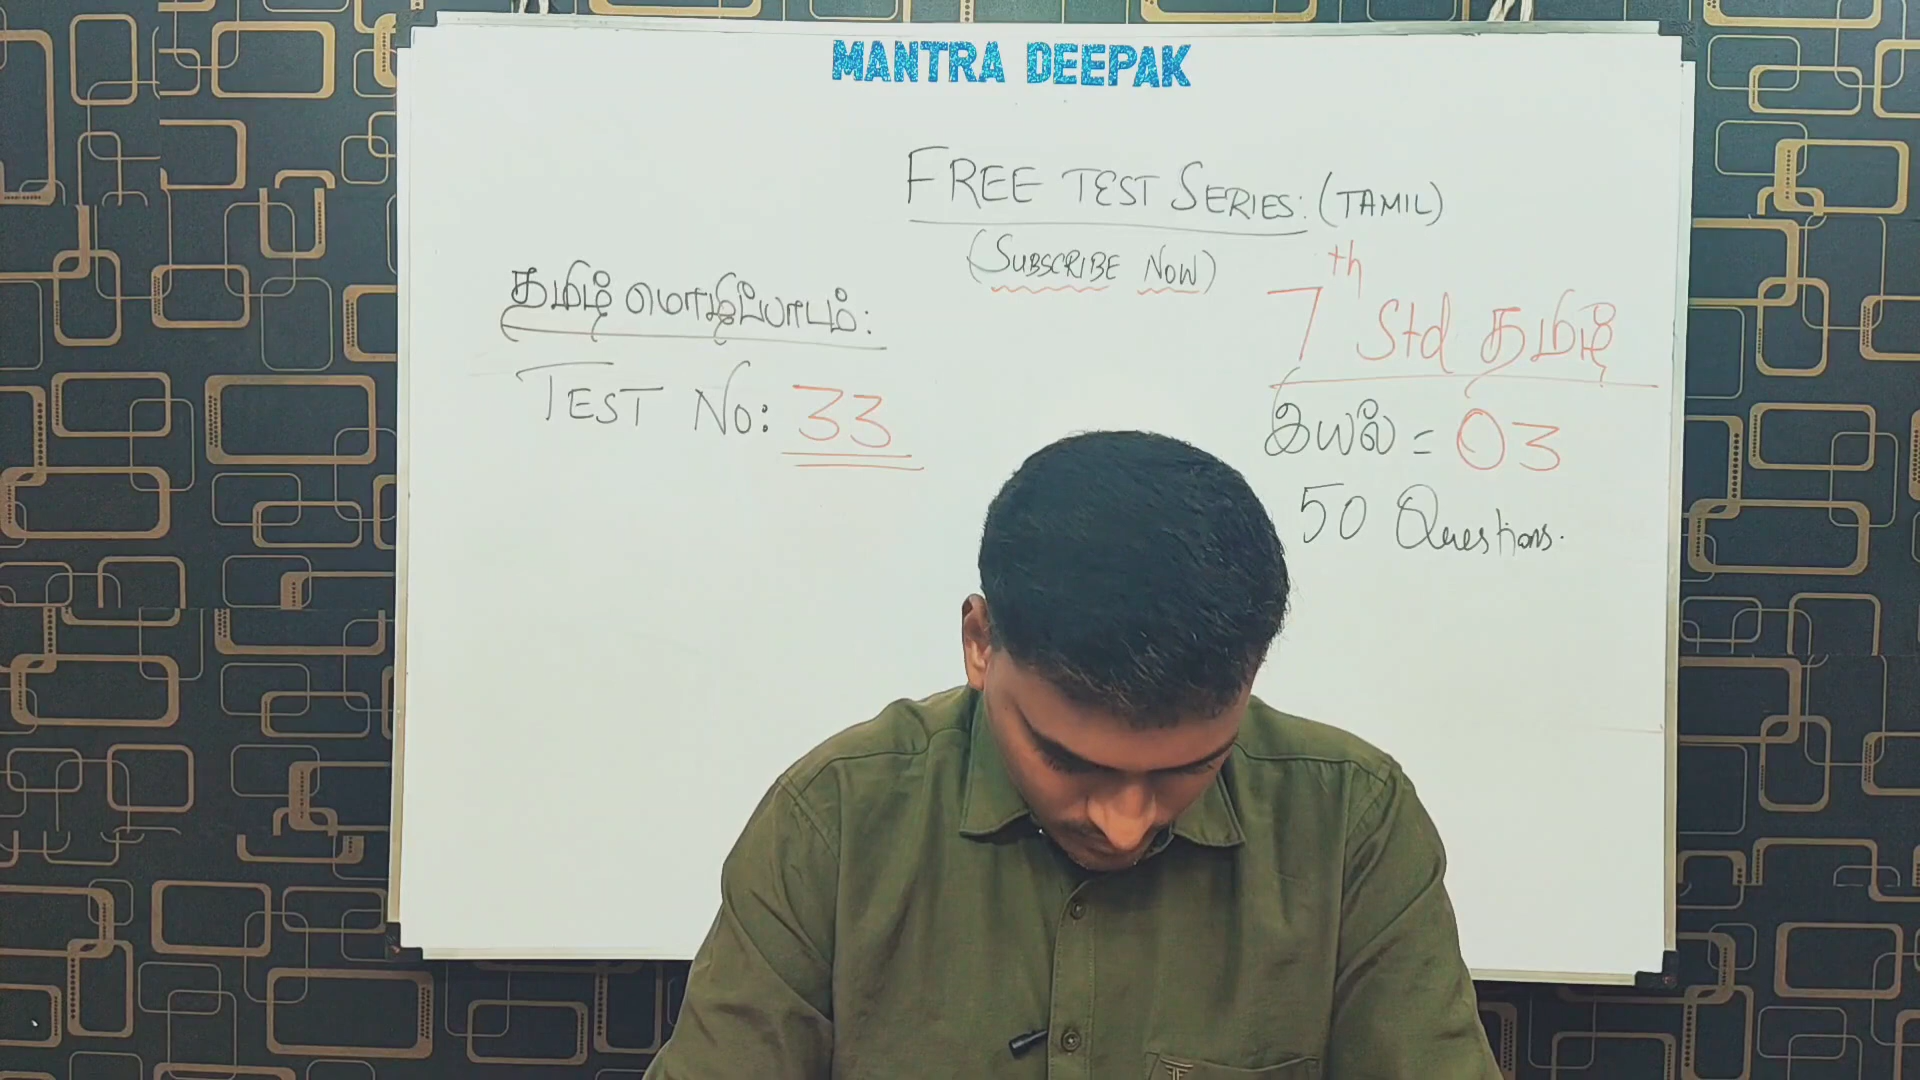 MANTRA DEEPAK
FREE TEST SERIES: (TAMIL)
(SUBSCRIBE NOW)
தமிழ் மொழிப்பாடம்:
TEST No: 33
7th Std தமிழ்
இயல் = 03
50 Questions.